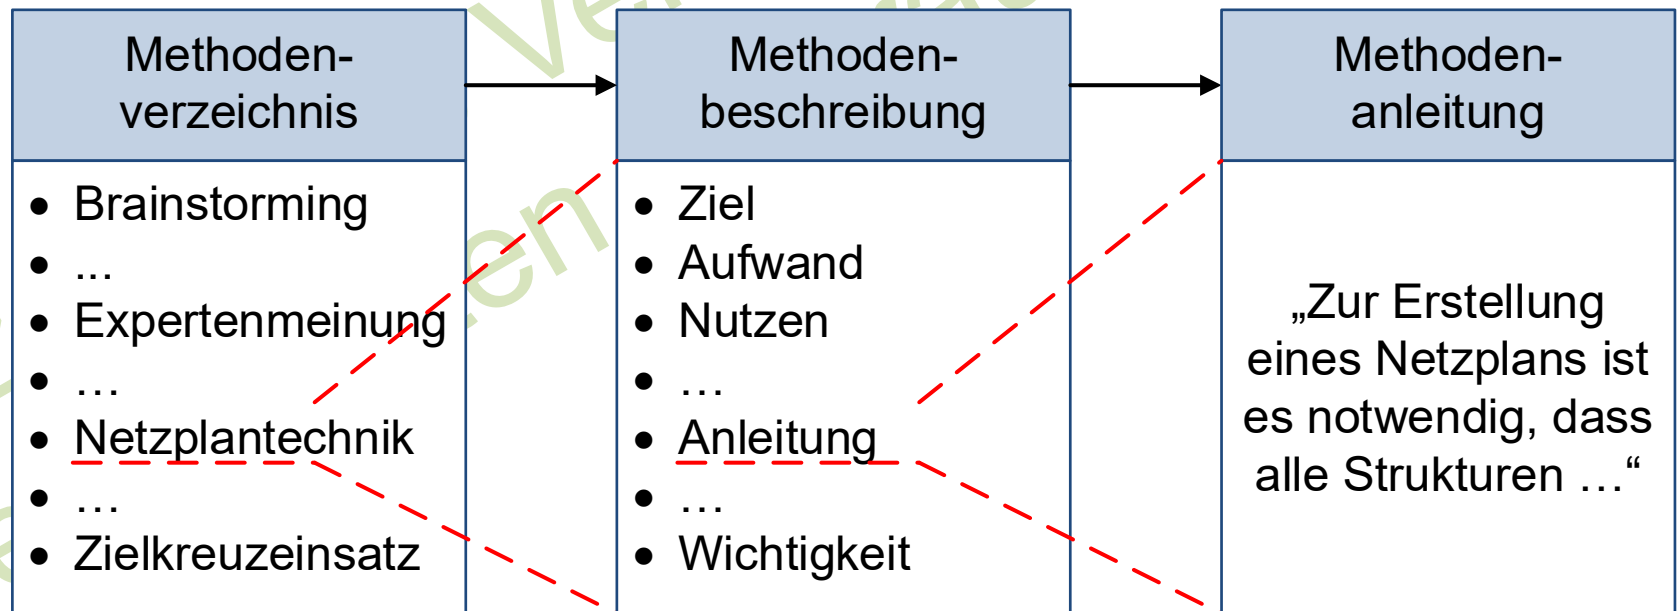 Methoden-
verzeichnis
• Brainstorming
• ...
• Expertenmeinung
• …
• Netzplantechnik
• …
• Zielkreuzeinsatz
Methoden-
beschreibung
• Ziel
• Aufwand
• Nutzen
• …
• Anleitung
• …
• Wichtigkeit
Methoden-
anleitung
„Zur Erstellung
eines Netzplans ist
es notwendig, dass
alle Strukturen …“